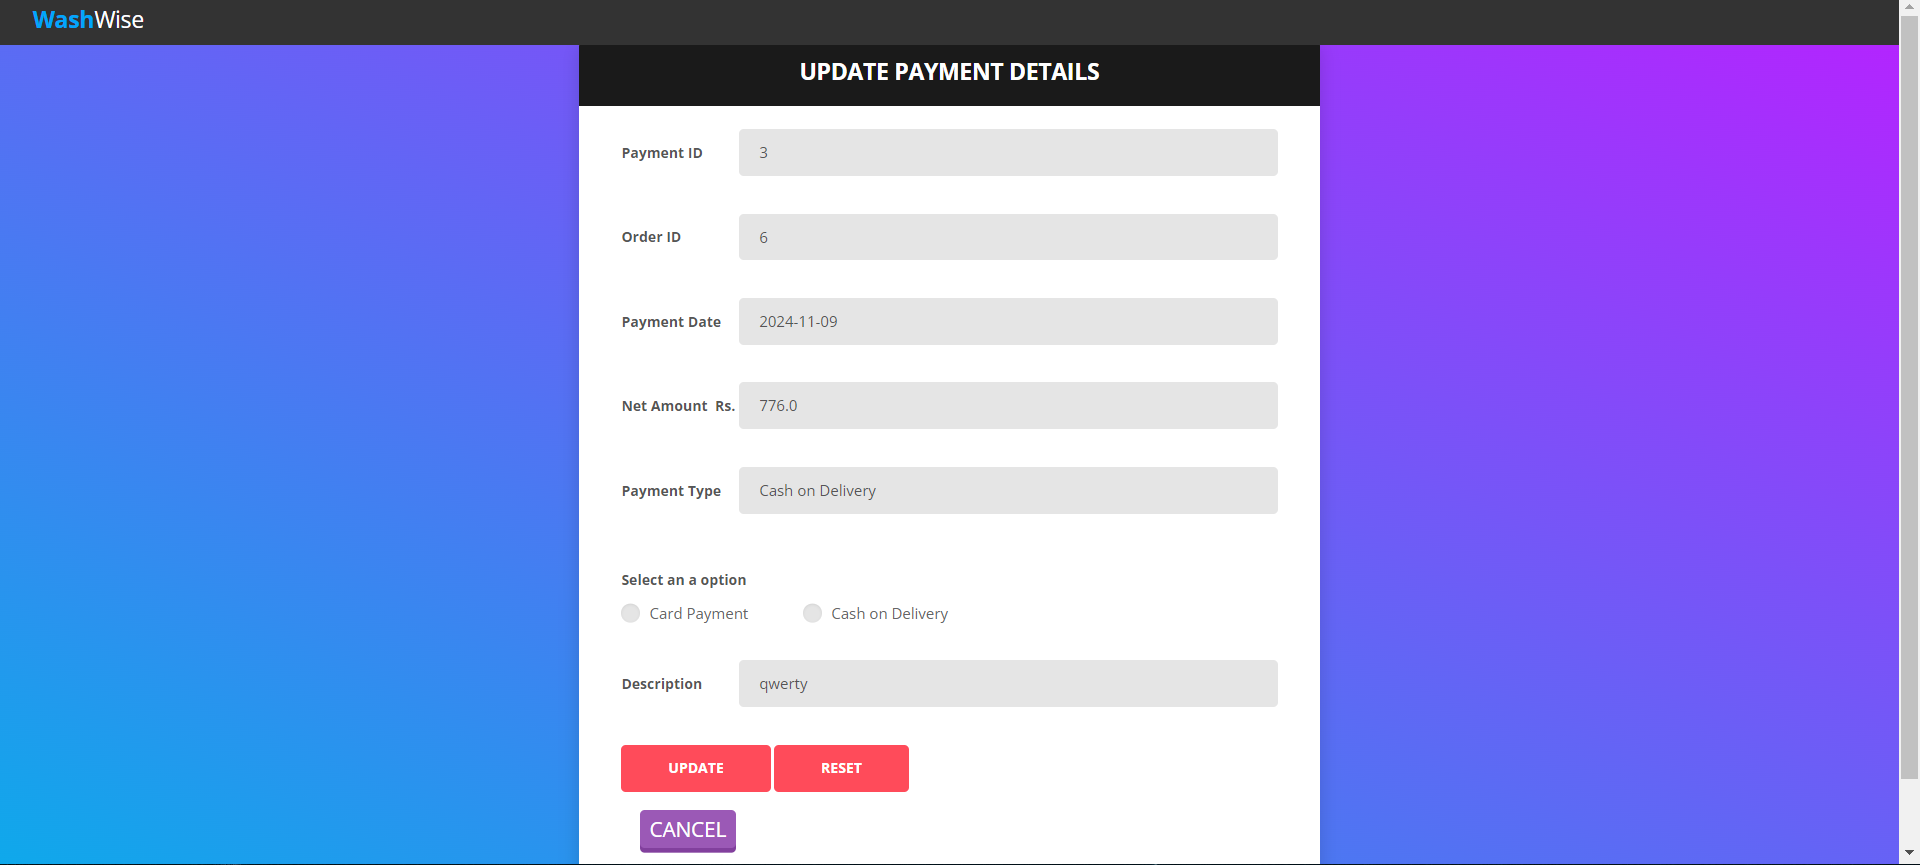 WashWise
UPDATE PAYMENT DETAILS
Payment ID 3
Order ID 6
Payment Date 2024-11-09
Net Amount Rs. 776.0
Payment Type Cash on Delivery
Select an a option
Card Payment Cash on Delivery
Description qwerty
UPDATE RESET
CANCEL